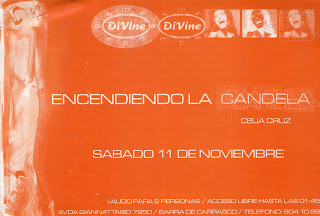 DiVine DiVine
ENCENDIENDO LA CANDELA
CELIA CRUZ
SABADO 11 DE NOVIEMBRE
VALIDO PARA 2 PERSONAS / ACCESO LIBRE HASTA LAS 01:45
AVDA GIANNATTASIO 7950 / BARRA DE CARRASCO / TELEFONO: 604 10 99